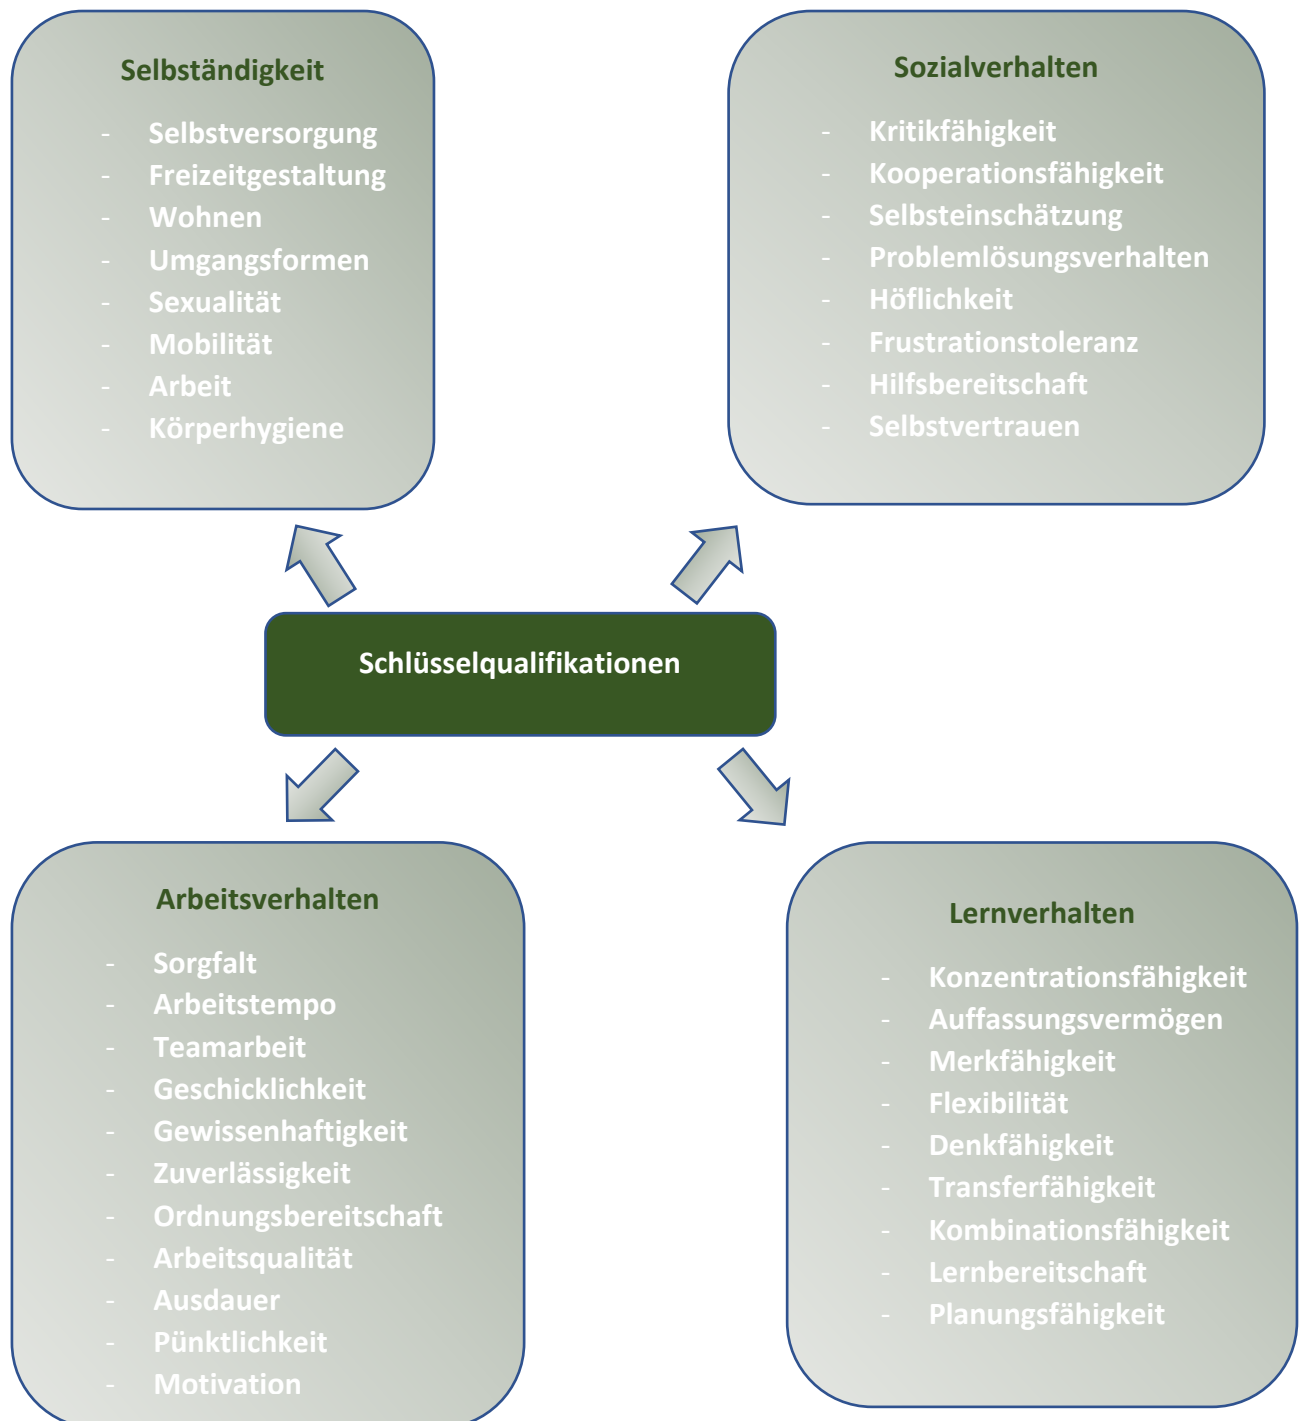 Selbständigkeit
- Selbstversorgung
- Freizeitgestaltung
- Wohnen
- Umgangsformen
- Sexualität
- Mobilität
- Arbeit
- Körperhygiene
Sozialverhalten
- Kritikfähigkeit
- Kooperationsfähigkeit
- Selbsteinschätzung
- Problemlösungsverhalten
- Höflichkeit
- Frustrationstoleranz
- Hilfsbereitschaft
- Selbstvertrauen
Schlüsselqualifikationen
Arbeitsverhalten
- Sorgfalt
- Arbeitstempo
- Teamarbeit
- Geschicklichkeit
- Gewissenhaftigkeit
- Zuverlässigkeit
- Ordnungsbereitschaft
- Arbeitsqualität
- Ausdauer
- Pünktlichkeit
- Motivation
Lernverhalten
- Konzentrationsfähigkeit
- Auffassungsvermögen
- Merkfähigkeit
- Flexibilität
- Denkfähigkeit
- Transferfähigkeit
- Kombinationsfähigkeit
- Lernbereitschaft
- Planungsfähigkeit